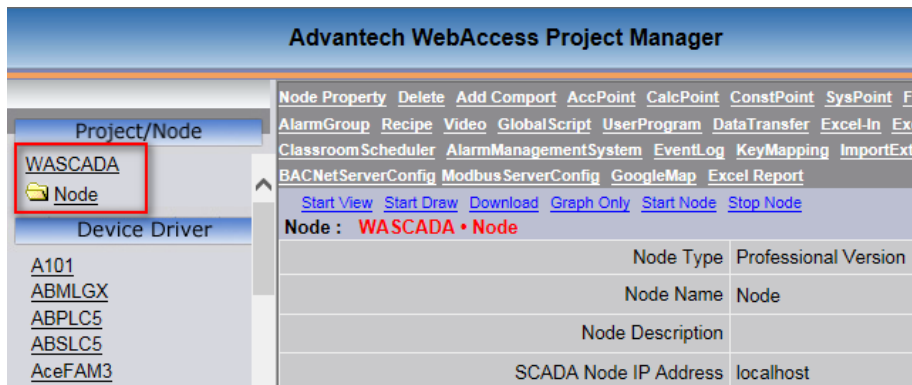 Advantech WebAccess Project Manager
Project/Node
WASCADA
Node
Device Driver
A101
ABMLGX
ABPLC5
ABSLC5
AceFAM3
Node Property Delete Add Comport AccPoint CalcPoint ConstPoint SysPoint
AlarmGroup Recipe Video GlobalScript UserProgram DataTransfer Excel-In
ClassroomScheduler AlarmManagementSystem EventLog KeyMapping
BACNetServerConfig ModbusServerConfig GoogleMap Excel Report
Start View Start Draw Download Graph Only Start Node Stop Node
Node : WASCADA • Node
Node Type Professional Version
Node Name Node
Node Description
SCADA Node IP Address localhost